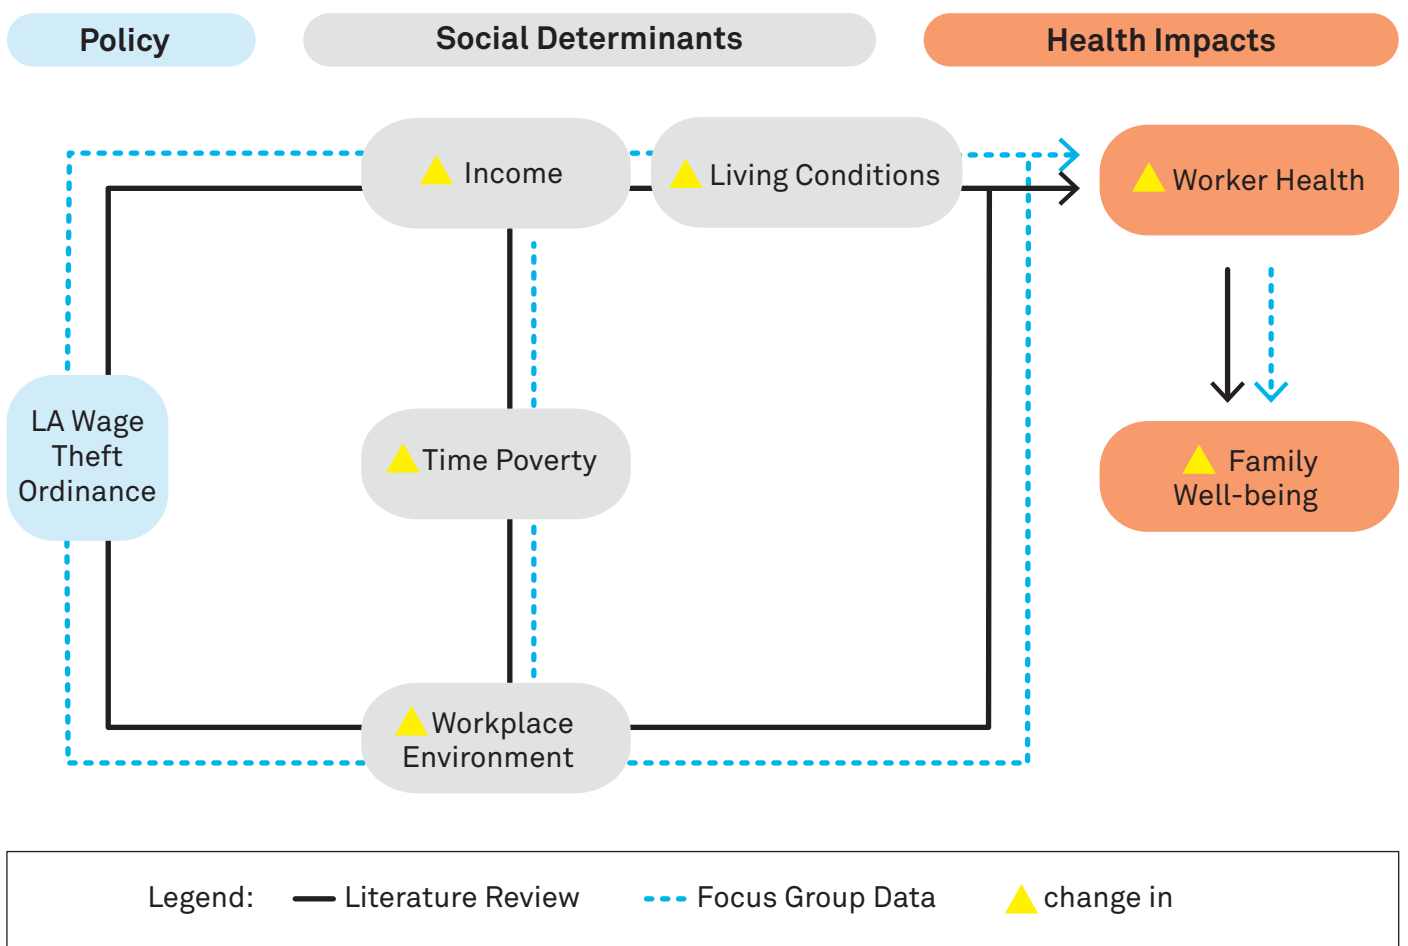 Policy
Social Determinants
Health Impacts
Income
Living Conditions
Worker Health
LA Wage
Theft
Ordinance
Time Poverty
Family
Well-being
Workplace
Environment
Legend:
Literature Review
Focus Group Data
change in